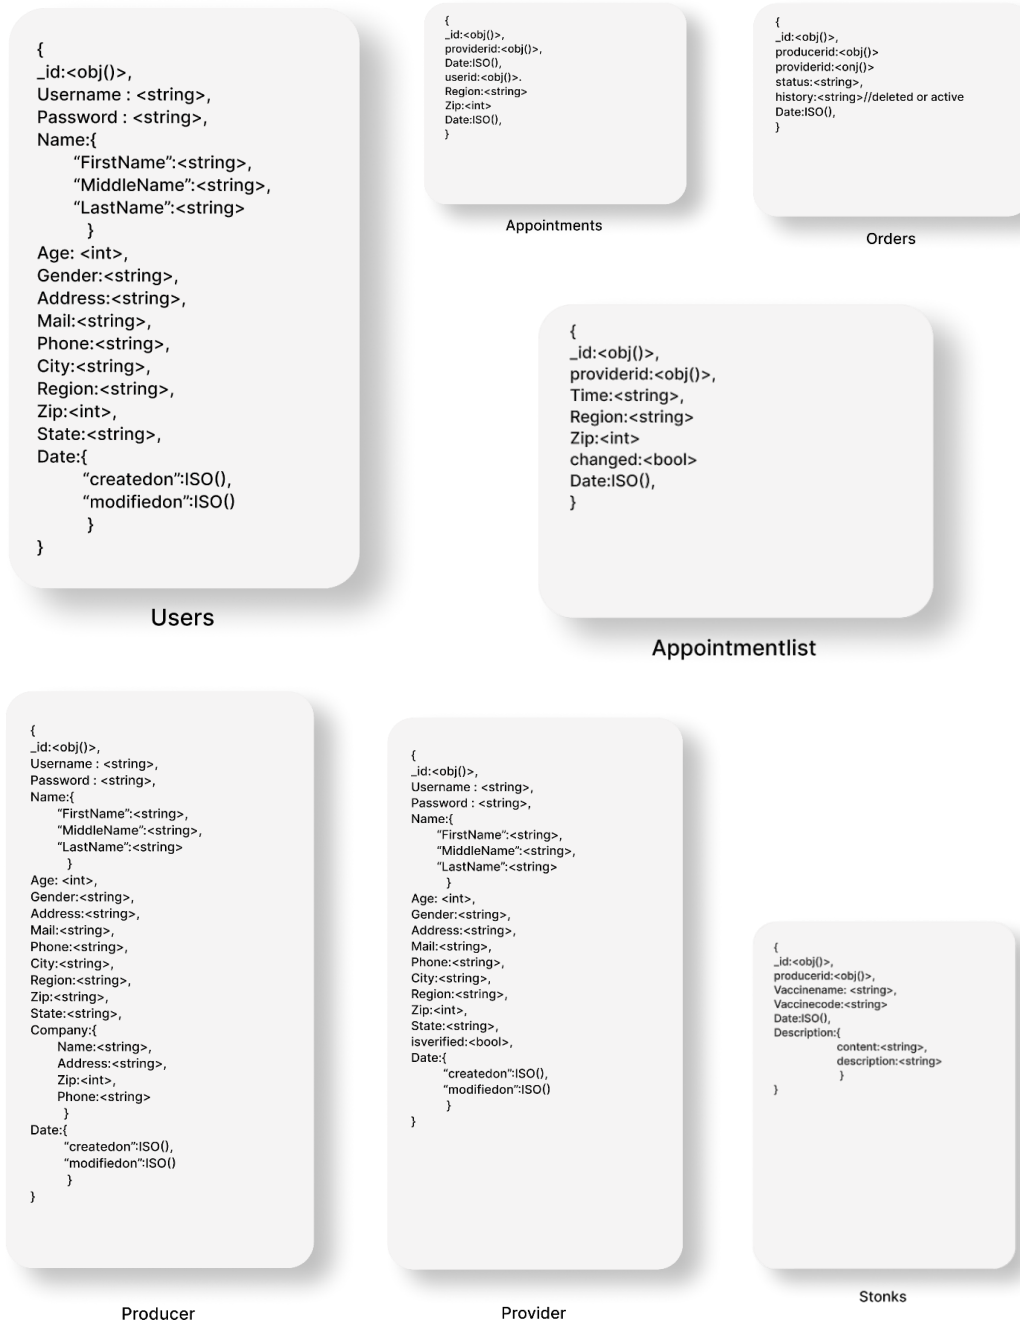 {
_id:<obj()>,
Username : <string>,
Password : <string>,
Name:{
“FirstName”:<string>,
“MiddleName”:<string>,
“LastName”:<string>
}
Age: <int>,
Gender:<string>,
Address:<string>,
Mail:<string>,
Phone:<string>,
City:<string>,
Region:<string>,
Zip:<int>,
State:<string>,
Date:{
“createdon”:ISO(),
“modifiedon”:ISO()
}
}
Users
{
_id:<obj()>,
providerid:<obj()>,
Date:ISO(),
userid:<obj()>.
Region:<string>
Zip:<int>
Date:ISO(),
}
Appointments
{
_id:<obj()>,
producerid:<obj()>
providerid:<onj()>
status:<string>,
history:<string>//deleted or active
Date:ISO(),
}
Orders
{
_id:<obj()>,
providerid:<obj()>,
Time:<string>,
Region:<string>
Zip:<int>
changed:<bool>
Date:ISO(),
}
Appointmentlist
{
_id:<obj()>,
Username : <string>,
Password : <string>,
Name:{
“FirstName”:<string>,
“MiddleName”:<string>,
“LastName”:<string>
}
Age: <int>,
Gender:<string>,
Address:<string>,
Mail:<string>,
Phone:<string>,
City:<string>,
Region:<string>,
Zip:<string>,
State:<string>,
Company:{
Name:<string>,
Address:<string>,
Zip:<int>,
Phone:<string>
}
Date:{
“createdon”:ISO(),
“modifiedon”:ISO()
}
}
Producer
{
_id:<obj()>,
Username : <string>,
Password : <string>,
Name:{
“FirstName”:<string>,
“MiddleName”:<string>,
“LastName”:<string>
}
Age: <int>,
Gender:<string>,
Address:<string>,
Mail:<string>,
Phone:<string>,
City:<string>,
Region:<string>,
Zip:<int>,
State:<string>,
isverified:<bool>,
Date:{
“createdon”:ISO(),
“modifiedon”:ISO()
}
}
Provider
{
_id:<obj()>,
producerid:<obj()>,
Vaccinename: <string>,
Vaccinecode:<string>
Date:ISO(),
Description:{
content:<string>,
description:<string>
}
}
Stonks